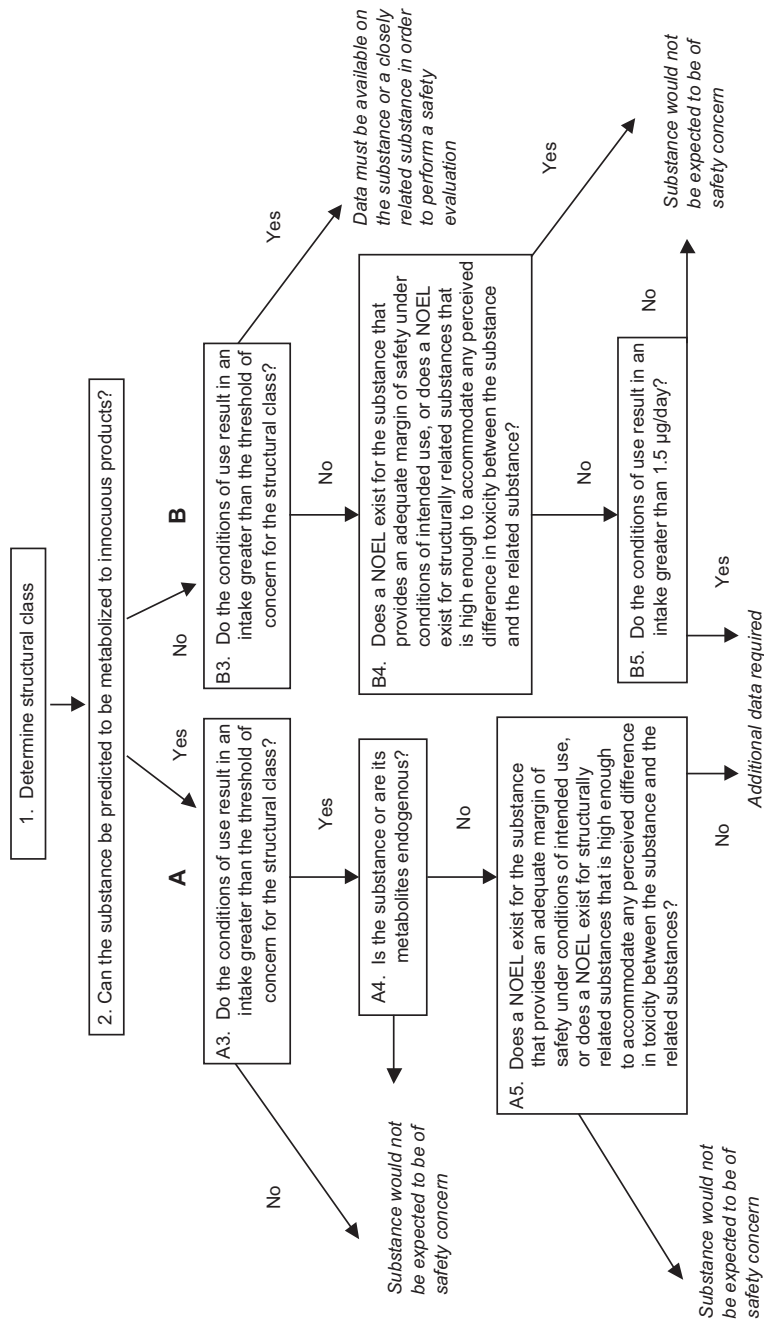 1. Determine structural class
2. Can the substance be predicted to be metabolized to innocuous products?
Yes
No
A
B
A3. Do the conditions of use result in an
intake greater than the threshold of
concern for the structural class?
B3. Do the conditions of use result in an
intake greater than the threshold of
concern for the structural class?
No
Yes
No
Yes
Substance would not
be expected to be of
safety concern
A4. Is the substance or are its
metabolites endogenous?
Data must be available on
the substance or a closely
related substance in order
to perform a safety
evaluation
No
B4. Does a NOEL exist for the substance that
provides an adequate margin of safety under
conditions of intended use, or does a NOEL
exist for structurally related substances that
is high enough to accommodate any perceived
difference in toxicity between the substance
and the related substance?
Yes
No
A5. Does a NOEL exist for the substance
that provides an adequate margin of
safety under conditions of intended use,
or does a NOEL exist for structurally
related substances that is high enough
to accommodate any perceived difference
in toxicity between the substance and the
related substances?
B5. Do the conditions of use result in an
intake greater than 1.5 µg/day?
No
Substance would not
be expected to be of
safety concern
No
Yes
Substance would not
be expected to be of
safety concern
Additional data required